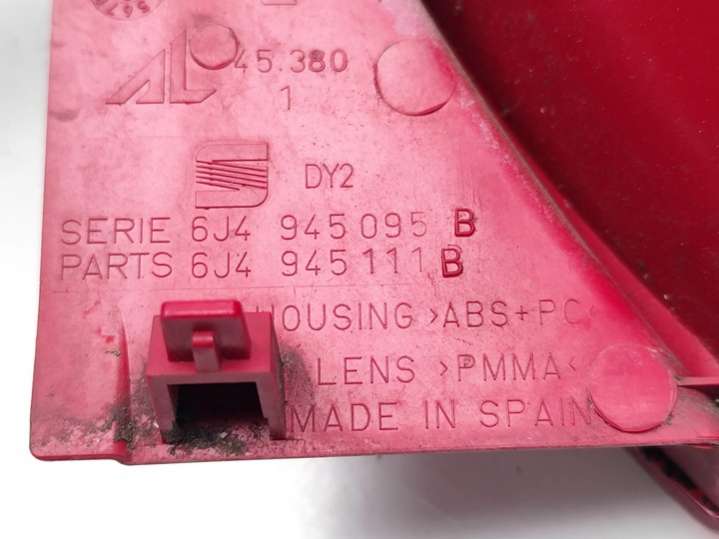 45.380
1
DY2
SERIE 6J4 945 095 B
PARTS 6J4 945 111 B
HOUSING >ABS+PC<
LENS >PMMA<
MADE IN SPAIN